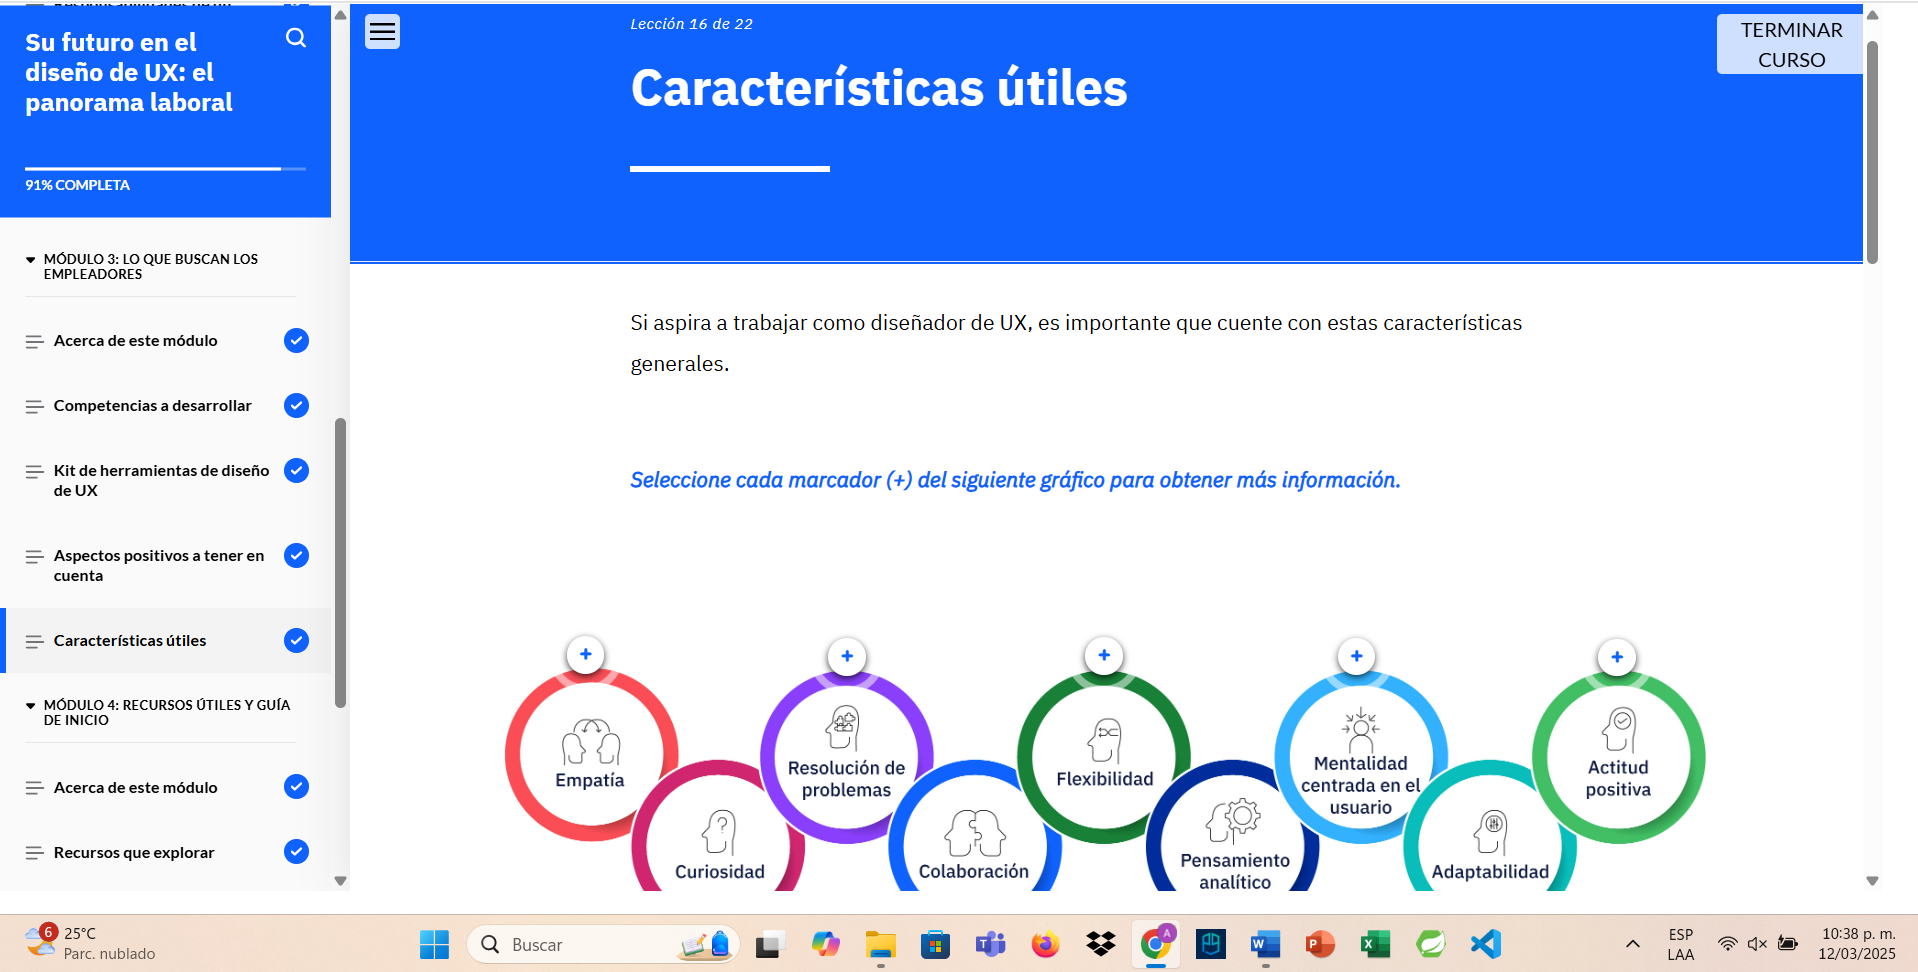 Su futuro en el
diseño de UX: el
panorama laboral
91% COMPLETA
MÓDULO 3: LO QUE BUSCAN LOS
EMPLEADORES
Acerca de este módulo
Competencias a desarrollar
Kit de herramientas de diseño
de UX
Aspectos positivos a tener en
cuenta
Características útiles
MÓDULO 4: RECURSOS ÚTILES Y GUÍA
DE INICIO
Acerca de este módulo
Recursos que explorar
Lección 16 de 22
Características útiles
TERMINAR
CURSO
Si aspira a trabajar como diseñador de UX, es importante que cuente con estas características
generales.
Seleccione cada marcador (+) del siguiente gráfico para obtener más información.
Empatía
Curiosidad
Resolución de
problemas
Colaboración
Flexibilidad
Pensamiento
analítico
Mentalidad
centrada en el
usuario
Adaptabilidad
Actitud
positiva
6
25°C
Parc. nublado
Buscar
A
ESP
LAA
10:38 p. m.
12/03/2025